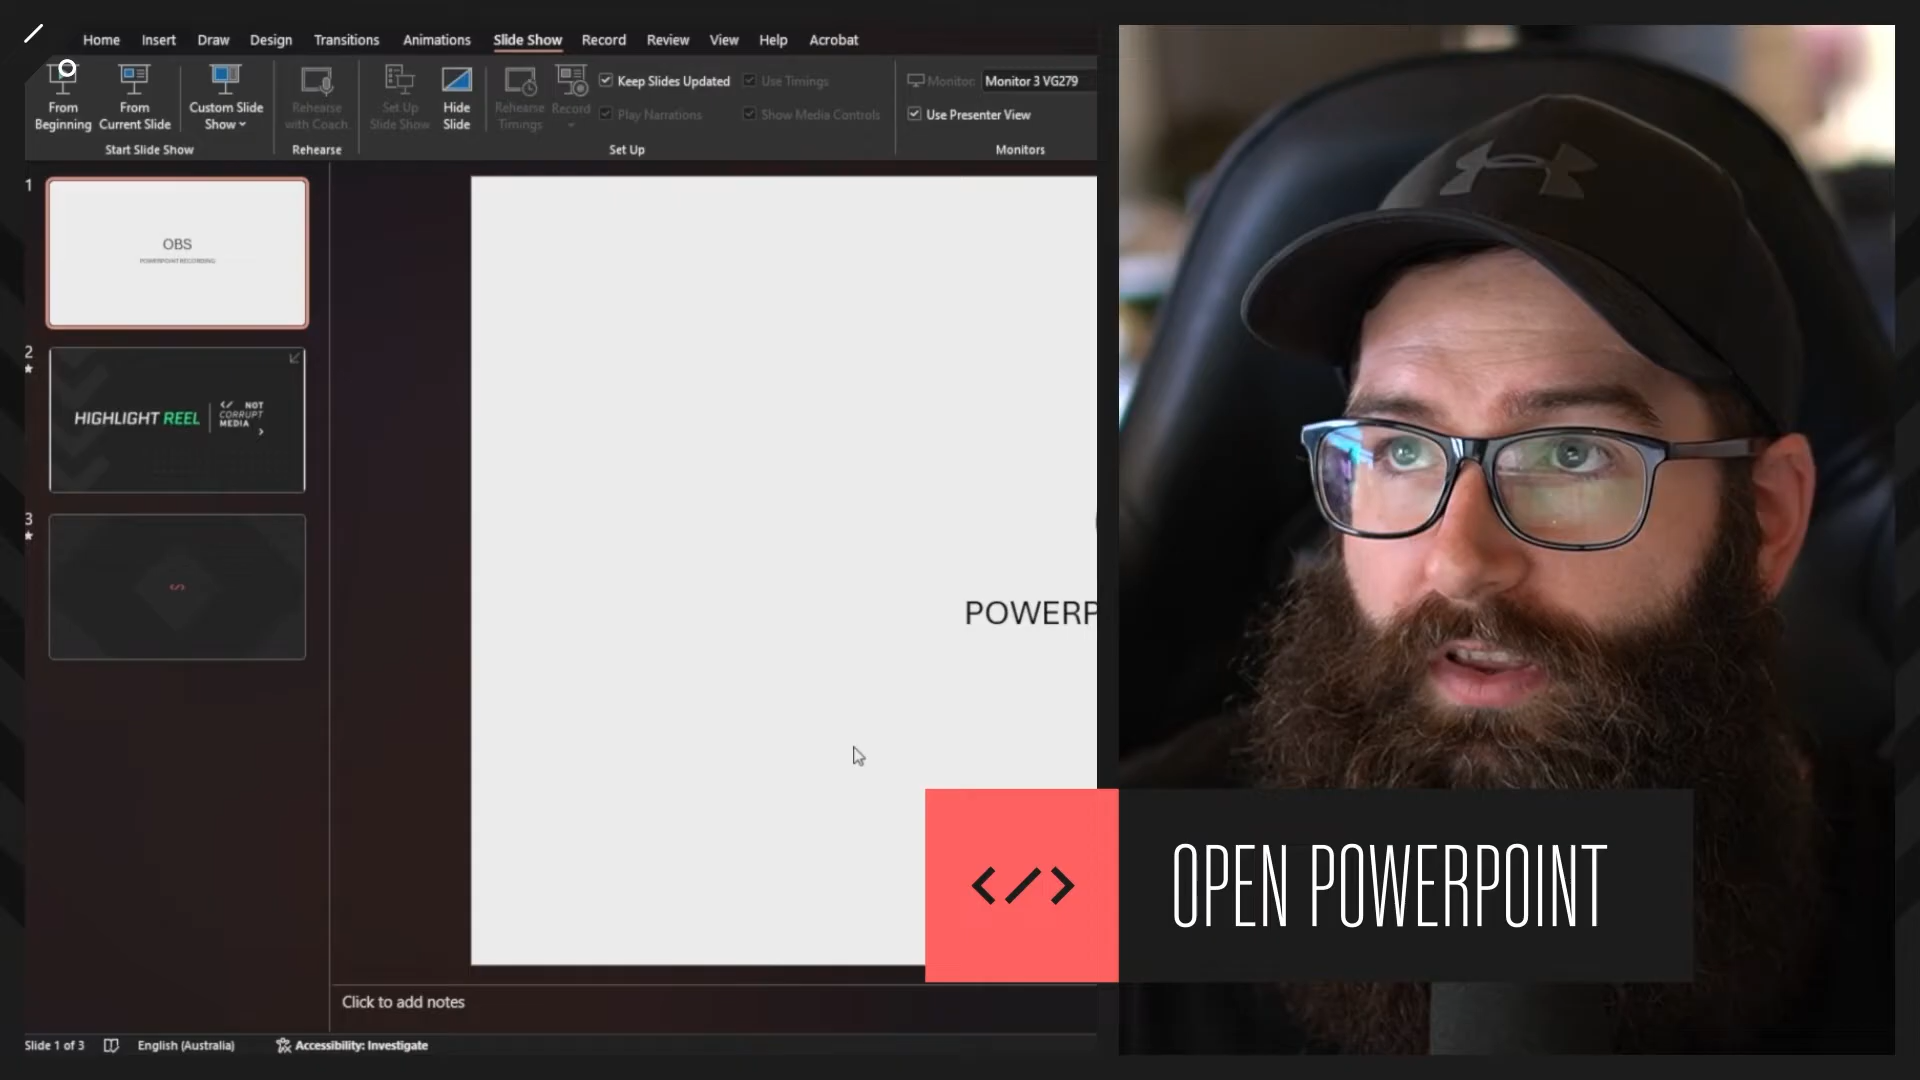 Home Insert Draw Design Transitions Animations Slide Show Record Review View Help Acrobat
From Beginning
From Current Slide
Custom Slide Show
Start Slide Show
Rehearse with Coach
Rehearse
Set Up Slide Show
Hide Slide
Rehearse Timings
Record
Keep Slides Updated
Use Timings
Play Narrations
Show Media Controls
Set Up
Monitor: Monitor 3 VG279
Use Presenter View
Monitors
1
OBS
POWERPOINT RECORDING
2
HIGHLIGHT REEL
NOT
CORRUPT
MEDIA
3
</>
POWERP
</> OPEN POWERPOINT
Click to add notes
Slide 1 of 3 English (Australia) Accessibility: Investigate